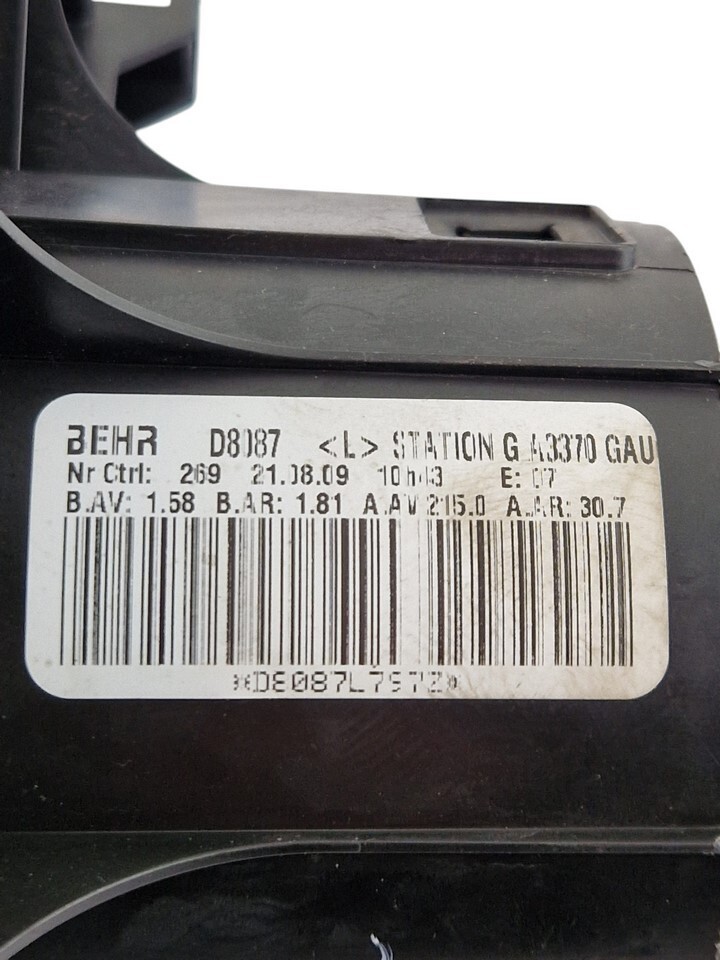 BEHR D8087 <L> STATION G A3370 GAU
Nr Ctrl: 269 21.08.09 10h43 E: 07
B.AV: 1.58 B.AR: 1.81 A.AV 215.0 A.AR: 30.7